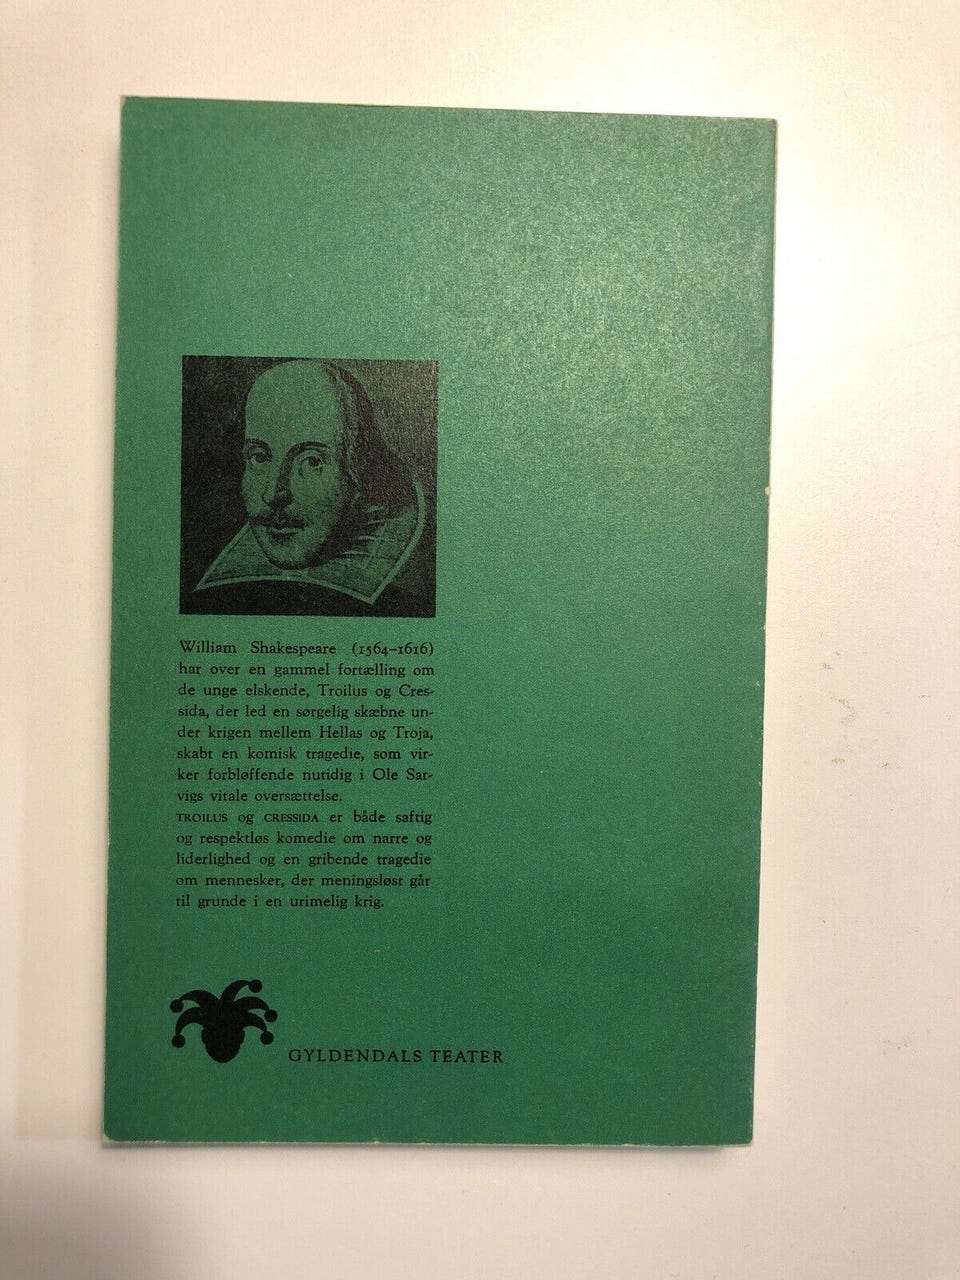 William Shakespeare (1564–1616)
har over en gammel fortælling om
de unge elskende, Troilus og Cres-
sida, der led en sørgelig skæbne un-
der krigen mellem Hellas og Troja,
skabt en komisk tragedie, som vir-
ker forbløffende nutidig i Ole Sar-
vigs vitale oversættelse.
TROILUS og CRESSIDA er både saftig
og respektløs komedie om narre og
liderlighed og en gribende tragedie
om mennesker, der meningsløst går
til grunde i en urimelig krig.
GYLDENDALS TEATER